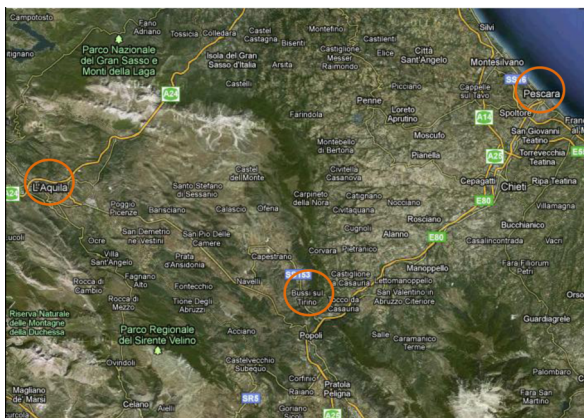 Campotosto
Fano
Adriano
Tossicia
Colledara
Castel
Castagna
Bisenti
Montefino
Castilenti
Silvi
Parco Nazionale
del Gran Sasso e
Monti della Laga
Isola del Gran
Sasso d'Italia
Arsita
Castiglione
Messer
Raimondo
Elice
Città
Sant'Angelo
Montesilvano
Castelli
A24
Penne
Cappelle
sul Tavo
Pescara
Farindola
Loreto
Aprutino
A14
Spoltore
Moscufo
San Giovanni
Teatino
Montebello
di Bertona
Pianella
A25
Torrevecchia
Teatina
L'Aquila
A24
Castel
del Monte
Civitella
Casanova
Cepagatti
Chieti
Ripa Teatina
Santo Stefano
di Sessanio
Carpineto
della Nora
Catignano
Nocciano
E80
Villamagna
Poggio
Picenze
Barisciano
Calascio
Ofena
Civitaquana
Rosciano
Bucchianico
San Demetrio
ne' Vestini
San Pio Delle
Camere
Cugnoli
Alanno
E80
Casalincontrada
Vacri
Ocre
Villa
Sant'Angelo
Prata
d'Ansidonia
Capestrano
Corvara
Pietranico
Manoppello
Fara Filiorum
Petri
Rocca di
Cambio
Fagnano
Alto
Fontecchio
Navelli
SS153
Castiglione
a Casauria
Lettomanoppello
Rocca di
Mezzo
Tione Degli
Abruzzi
Bussi sul
Tirino
San Valentino in
Abruzzo Citeriore
Guardiagrele
Riserva Naturale
delle Montagne
della Duchessa
Acciano
Popoli
Salle
Caramanico
Terme
Parco Regionale
del Sirente Velino
Ovindoli
Castelvecchio
Subequo
Palombaro
Magliano
de' Marsi
Corfinio
Raiano
Pratola
Peligna
Fara San
Martino
Celano
Aielli
SR5
Goriano